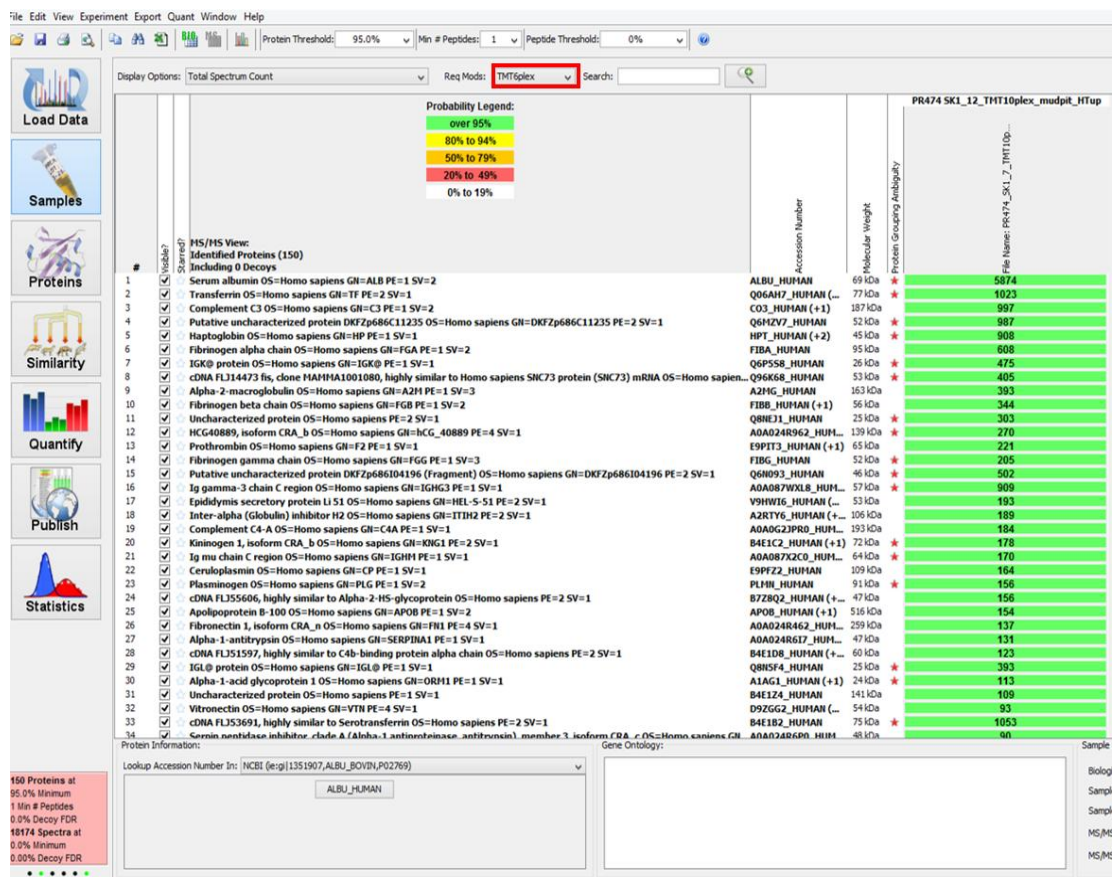 File Edit View Experiment Export Quant Window Help
Protein Threshold: 95.0% Min # Peptides: 1 Peptide Threshold: 0%
Display Options: Total Spectrum Count Req Mods: TMT6plex Search:
Load Data
Samples
Proteins
Similarity
Quantify
Publish
Statistics
Probability Legend:
over 95%
80% to 94%
50% to 79%
20% to 49%
0% to 19%
PR474 SK1_12_TMT10plex_mudpit_HTup
MS/MS View:
Identified Proteins (150)
Including 0 Decoys
# Visible? Starred? Accession Number Molecular Weight Protein Grouping Ambiguity File Name: PR474_SK1_7_TMT10p...
1 Serum albumin OS=Homo sapiens GN=ALB PE=1 SV=2 ALBU_HUMAN 69 kDa 5874
2 Transferrin OS=Homo sapiens GN=TF PE=2 SV=1 Q06AH7_HUMAN (... 77 kDa 1023
3 Complement C3 OS=Homo sapiens GN=C3 PE=1 SV=2 CO3_HUMAN (+1) 187 kDa 997
4 Putative uncharacterized protein DKFZp686C11235 OS=Homo sapiens GN=DKFZp686C11235 PE=2 SV=1 Q6MZV7_HUMAN 52 kDa 987
5 Haptoglobin OS=Homo sapiens GN=HP PE=1 SV=1 HPT_HUMAN (+2) 45 kDa 908
6 Fibrinogen alpha chain OS=Homo sapiens GN=FGA PE=1 SV=2 FIBA_HUMAN 95 kDa 608
7 IGK@ protein OS=Homo sapiens GN=IGK@ PE=1 SV=1 Q6P5S8_HUMAN 26 kDa 475
8 cDNA FLJ14473 fis, clone MAMMA1001080, highly similar to Homo sapiens SNC73 protein (SNC73) mRNA OS=Homo sapien... Q96K68_HUMAN 53 kDa 405
9 Alpha-2-macroglobulin OS=Homo sapiens GN=A2M PE=1 SV=3 A2MG_HUMAN 163 kDa 393
10 Fibrinogen beta chain OS=Homo sapiens GN=FGB PE=1 SV=2 FIBB_HUMAN (+1) 56 kDa 344
11 Uncharacterized protein OS=Homo sapiens PE=2 SV=1 Q8NEJ1_HUMAN 25 kDa 303
12 HCG40889, isoform CRA_b OS=Homo sapiens GN=hCG_40889 PE=4 SV=1 A0A024R962_HUM... 139 kDa 270
13 Prothrombin OS=Homo sapiens GN=F2 PE=1 SV=1 E9PIT3_HUMAN (+1) 65 kDa 221
14 Fibrinogen gamma chain OS=Homo sapiens GN=FGG PE=1 SV=3 FIBG_HUMAN 52 kDa 205
15 Putative uncharacterized protein DKFZp686I04196 (Fragment) OS=Homo sapiens GN=DKFZp686I04196 PE=2 SV=1 Q6N093_HUMAN 46 kDa 502
16 Ig gamma-3 chain C region OS=Homo sapiens GN=IGHG3 PE=1 SV=1 A0A087WXL8_HUM... 57 kDa 909
17 Epididymis secretory protein Li 51 OS=Homo sapiens GN=HEL-S-51 PE=2 SV=1 V9HWI6_HUMAN (... 53 kDa 193
18 Inter-alpha (Globulin) inhibitor H2 OS=Homo sapiens GN=ITIH2 PE=2 SV=1 A2RTY6_HUMAN (+... 106 kDa 189
19 Complement C4-A OS=Homo sapiens GN=C4A PE=1 SV=1 A0A0G2JPR0_HUM... 193 kDa 184
20 Kininogen 1, isoform CRA_b OS=Homo sapiens GN=KNG1 PE=2 SV=1 B4E1C2_HUMAN (+1) 72 kDa 178
21 Ig mu chain C region OS=Homo sapiens GN=IGHM PE=1 SV=1 A0A087X2C0_HUM... 64 kDa 170
22 Ceruloplasmin OS=Homo sapiens GN=CP PE=1 SV=1 E9PFZ2_HUMAN 109 kDa 164
23 Plasminogen OS=Homo sapiens GN=PLG PE=1 SV=2 PLMN_HUMAN 91 kDa 156
24 cDNA FLJ55606, highly similar to Alpha-2-HS-glycoprotein OS=Homo sapiens PE=2 SV=1 B7Z8Q2_HUMAN (+... 47 kDa 156
25 Apolipoprotein B-100 OS=Homo sapiens GN=APOB PE=1 SV=2 APOB_HUMAN (+1) 516 kDa 154
26 Fibronectin 1, isoform CRA_n OS=Homo sapiens GN=FN1 PE=4 SV=1 A0A024R462_HUM... 259 kDa 137
27 Alpha-1-antitrypsin OS=Homo sapiens GN=SERPINA1 PE=1 SV=1 A0A024R6I7_HUM... 47 kDa 131
28 cDNA FLJ51597, highly similar to C4b-binding protein alpha chain OS=Homo sapiens PE=2 SV=1 B4E1D8_HUMAN (+... 60 kDa 123
29 IGL@ protein OS=Homo sapiens GN=IGL@ PE=1 SV=1 Q8N5F4_HUMAN 25 kDa 393
30 Alpha-1-acid glycoprotein 1 OS=Homo sapiens GN=ORM1 PE=1 SV=1 A1AG1_HUMAN (+1) 24 kDa 113
31 Uncharacterized protein OS=Homo sapiens PE=1 SV=1 B4E1Z4_HUMAN 141 kDa 109
32 Vitronectin OS=Homo sapiens GN=VTN PE=4 SV=1 D9ZGG2_HUMAN (... 54 kDa 93
33 cDNA FLJ53691, highly similar to Serotransferrin OS=Homo sapiens PE=2 SV=1 B4E1B2_HUMAN 75 kDa 1053
34 Serpin peptidase inhibitor, clade A (Alpha-1 antiproteinase, antitrypsin), member 3, isoform CRA_c OS=Homo sapiens GN A0A024R6P0_HUM 48 kDa 90
Protein Information: Gene Ontology: Sample
Lookup Accession Number In: NCBI (ie:gi|1351907,ALBU_BOVIN,P02769)
ALBU_HUMAN
Biologi
Sample
Sample
MS/MS
MS/MS
150 Proteins at
95.0% Minimum
1 Min # Peptides
0.0% Decoy FDR
18174 Spectra at
0.0% Minimum
0.00% Decoy FDR